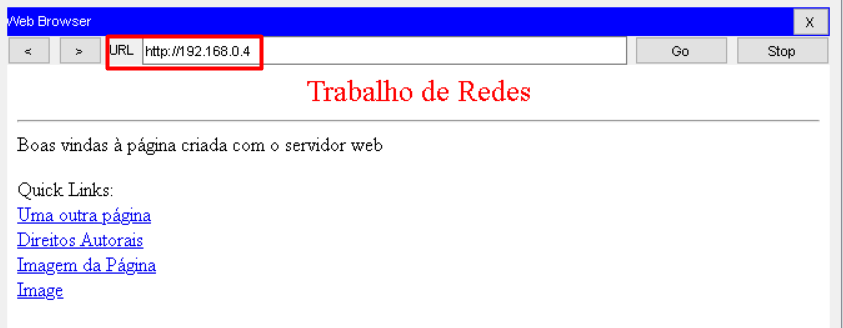 Web Browser X
< > URL http://192.168.0.4 Go Stop
Trabalho de Redes
Boas vindas à página criada com o servidor web
Quick Links:
Uma outra página
Direitos Autorais
Imagem da Página
Image